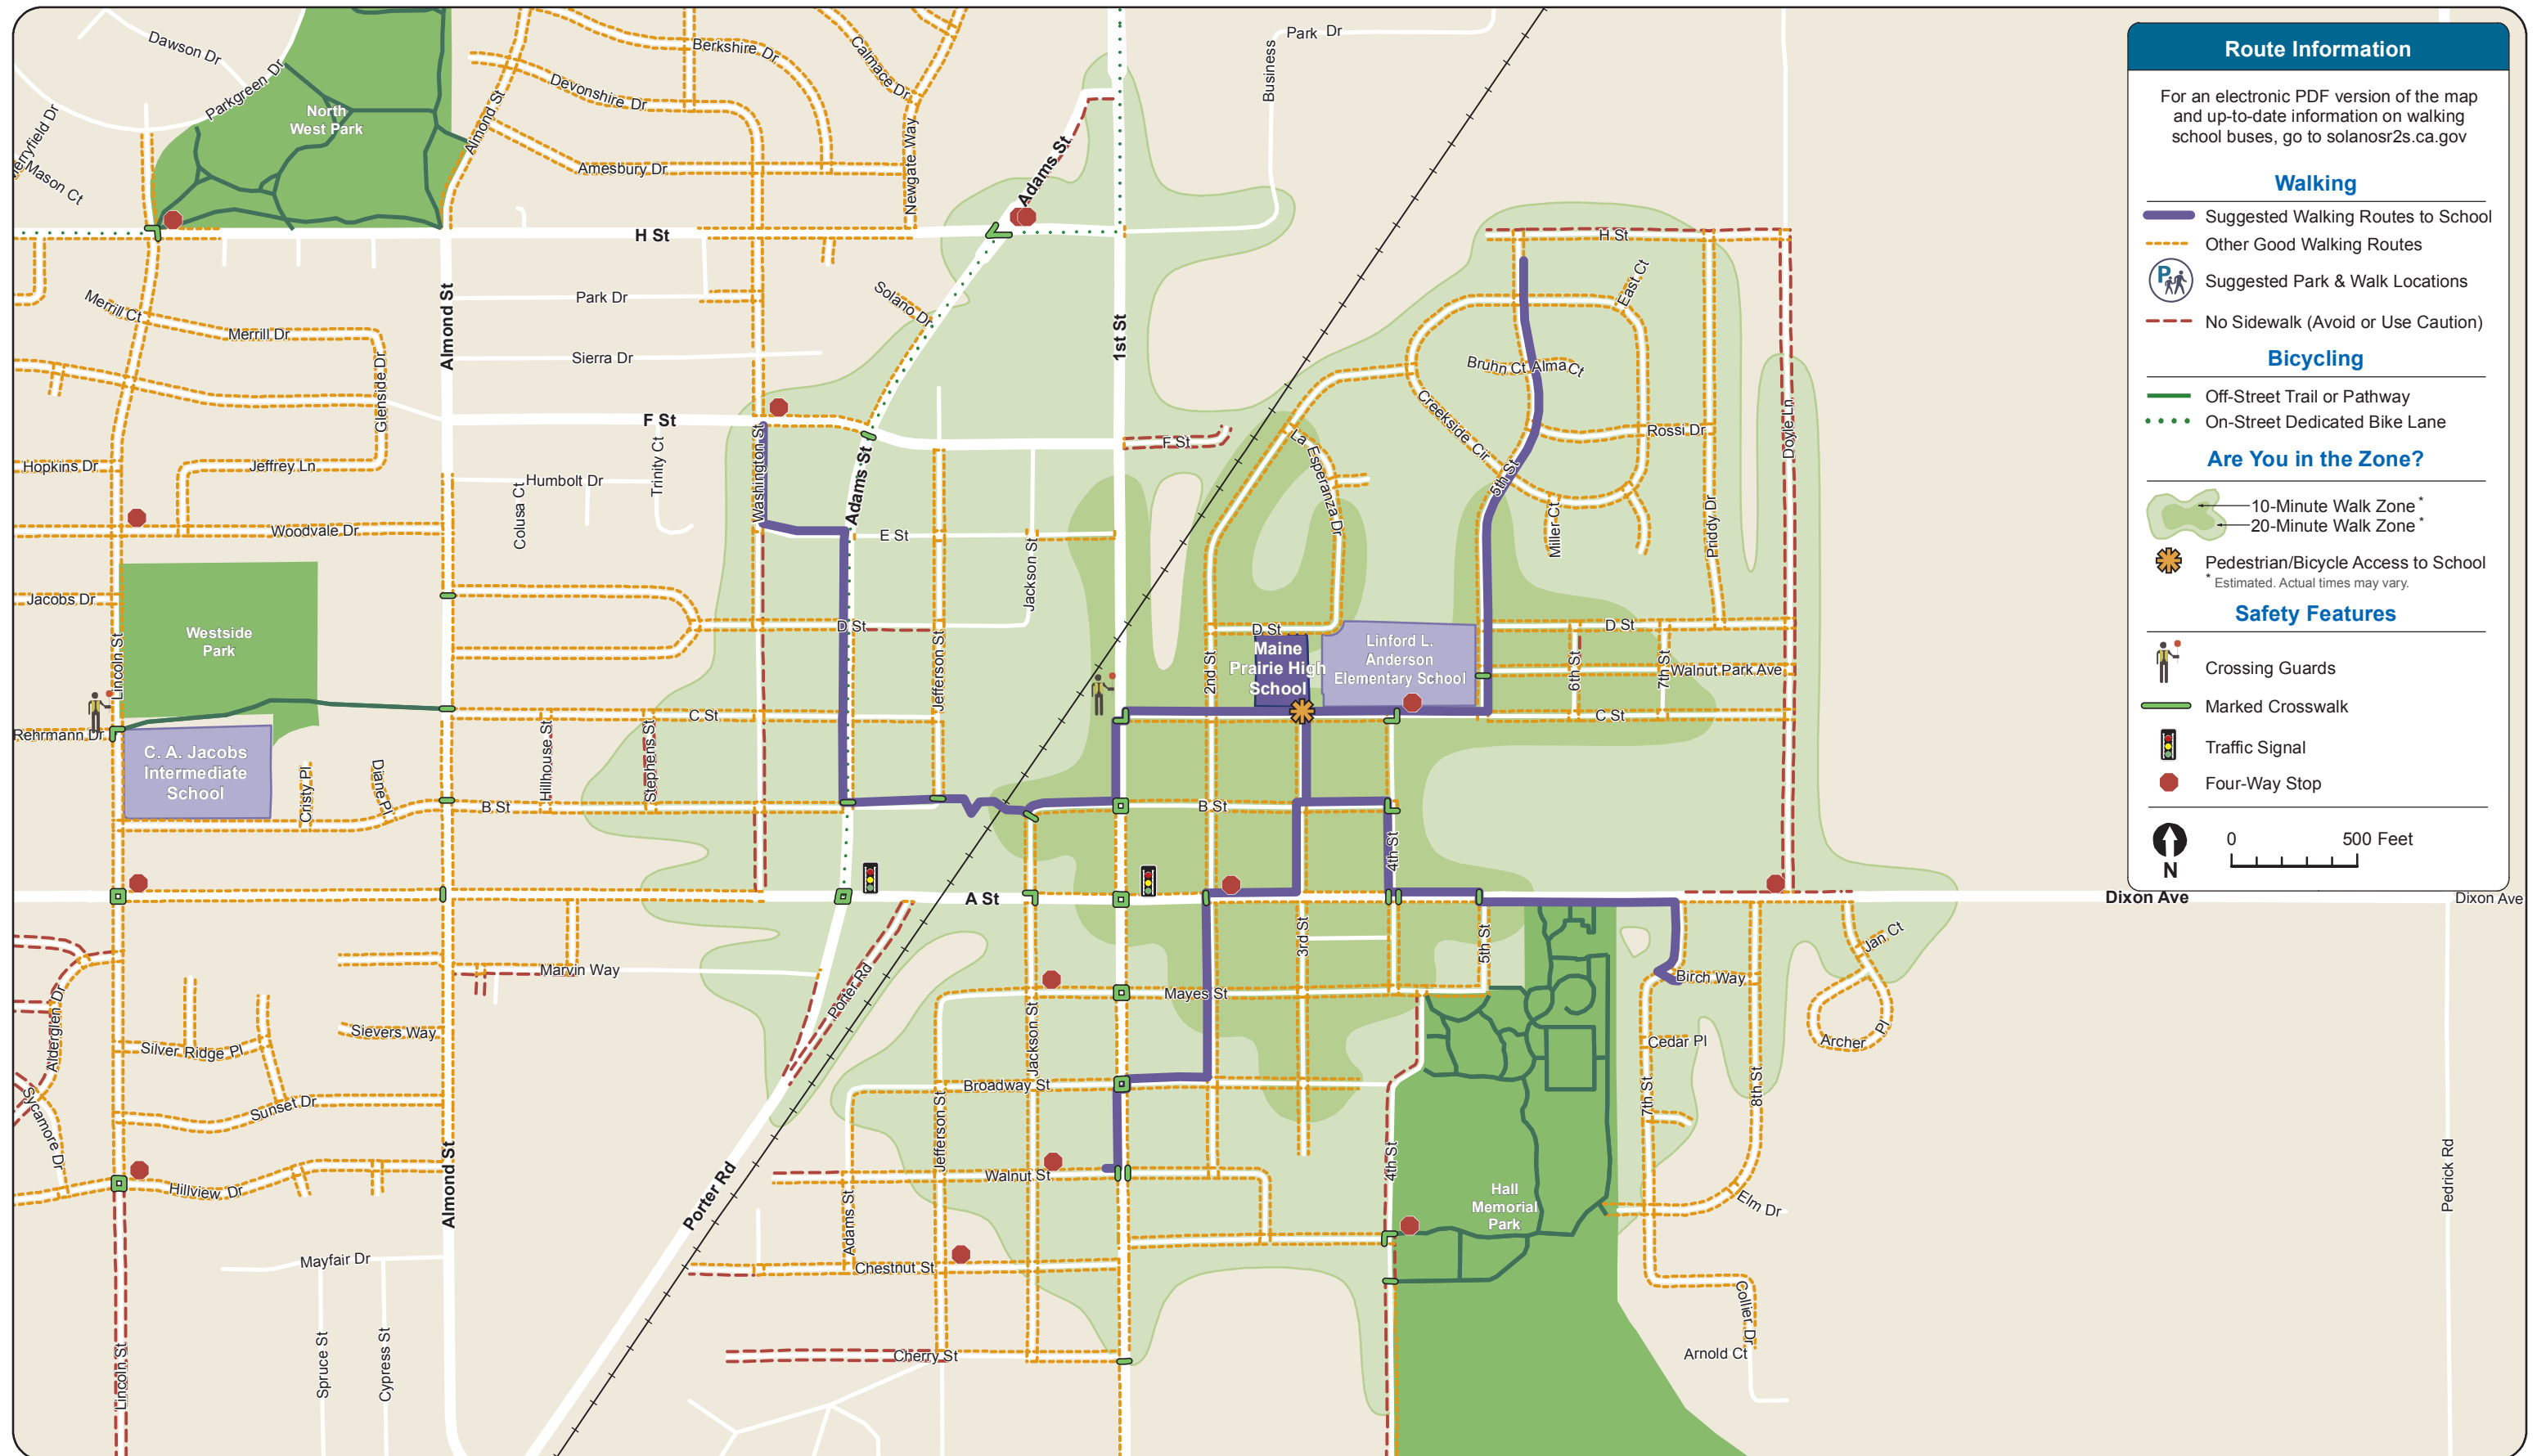 Dawson Dr
Parkgreen Dr
North
West Park
Almond St
Berkshire Dr
Devonshire Dr
Calmace Dr
Amesbury Dr
Newgate Way
Adams St
Business
Park Dr
Mason Ct
H St
H St
Merrill Ct
Merrill Dr
Glenside Dr
Almond St
Park Dr
Sierra Dr
Solano Dr
1st St
East Ct
Bruhn Ct
Alma Ct
Creekside Cir
Rossi Dr
Doyle Ln
F St
F St
Hopkins Dr
Jeffrey Ln
Humbolt Dr
Trinity Ct
Colusa Ct
Washington St
Adams St
La Esperanza Dr
5th St
Miller Ct
Priddy Dr
Woodvale Dr
E St
Jackson St
Jacobs Dr
Westside
Park
Lincoln St
D St
D St
D St
Jefferson St
2nd St
Maine
Prairie High
School
Linford L.
Anderson
Elementary School
6th St
7th St
Walnut Park Ave
C St
C St
Rehrmann Dr
C. A. Jacobs
Intermediate
School
Cristy Pl
Diane Pl
Hillhouse St
Stephens St
B St
B St
4th St
A St
Dixon Ave
Dixon Ave
3rd St
5th St
Jan Ct
Birch Way
Marvin Way
Porter Rd
Mayes St
Alderglen Dr
Sievers Way
Silver Ridge Pl
Jackson St
Cedar Pl
Archer Pl
Sycamore Dr
Sunset Dr
Broadway St
Jefferson St
7th St
8th St
Almond St
Porter Rd
Walnut St
4th St
Pedrick Rd
Hillview Dr
Adams St
Hall
Memorial
Park
Elm Dr
Mayfair Dr
Chestnut St
Collier Dr
Lincoln St
Spruce St
Cypress St
Cherry St
Arnold Ct
Route Information
For an electronic PDF version of the map
and up-to-date information on walking
school buses, go to solanosr2s.ca.gov
Walking
Suggested Walking Routes to School
Other Good Walking Routes
P
Suggested Park & Walk Locations
No Sidewalk (Avoid or Use Caution)
Bicycling
Off-Street Trail or Pathway
On-Street Dedicated Bike Lane
Are You in the Zone?
10-Minute Walk Zone *
20-Minute Walk Zone *
Pedestrian/Bicycle Access to School
* Estimated. Actual times may vary.
Safety Features
Crossing Guards
Marked Crosswalk
Traffic Signal
Four-Way Stop
N
0 500 Feet